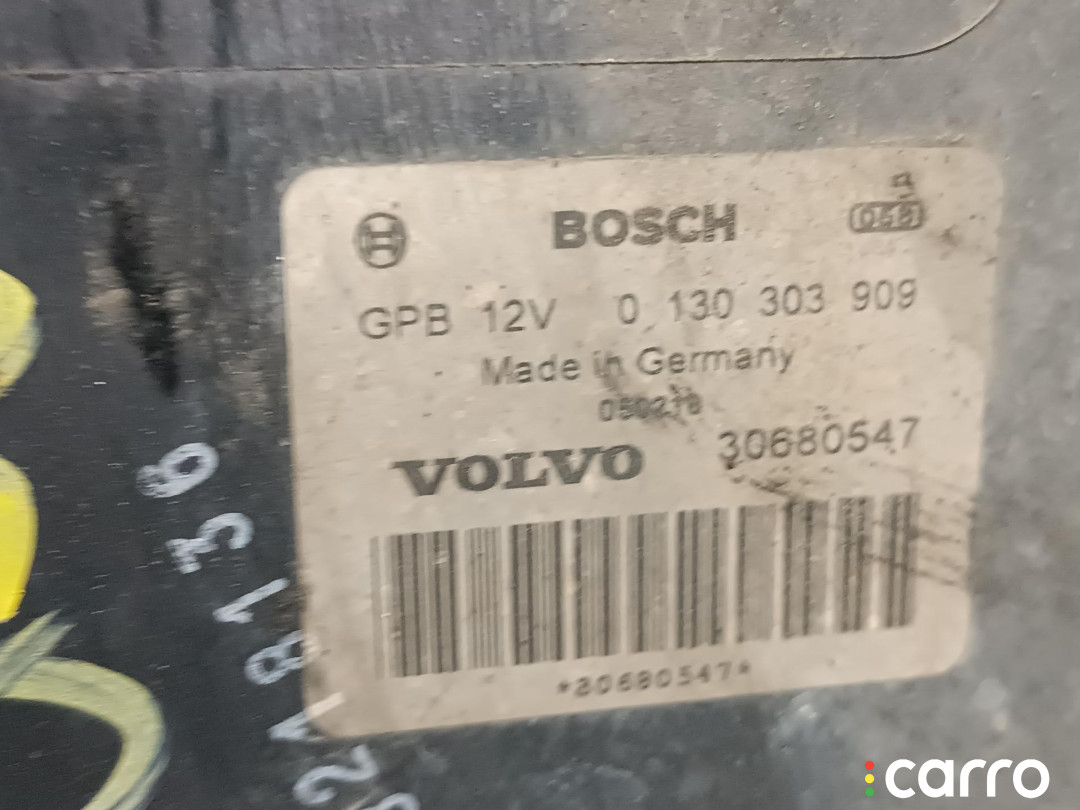 BOSCH
GPB 12V 0 130 303 909
Made in Germany
VOLVO 30680547
*30680547*
carro